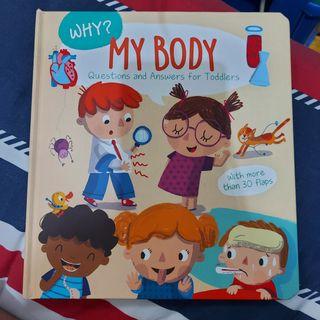 WHY?
MY BODY
Questions and Answers for Toddlers
with more
than 30 flaps